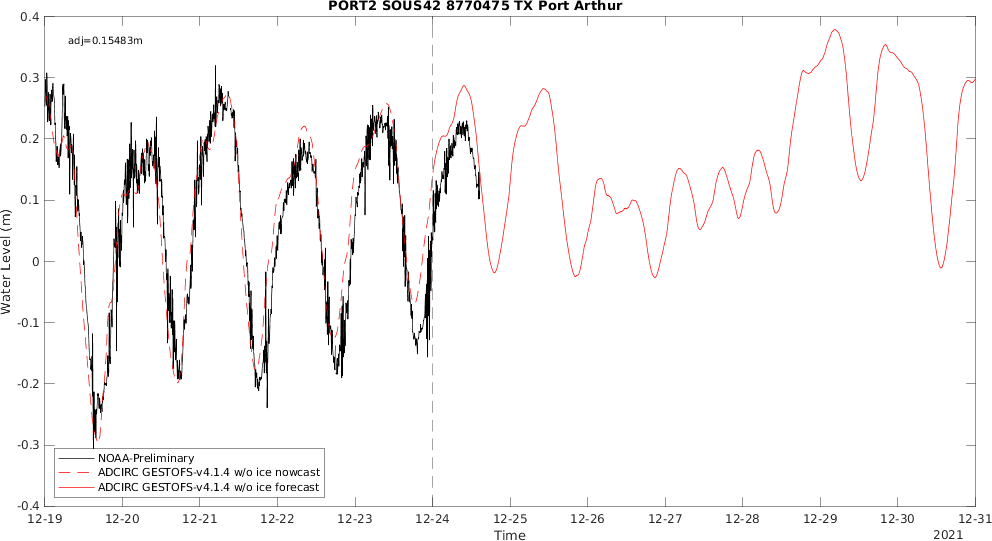 PORT2 SOUS42 8770475 TX Port Arthur
adj=0.15483m
0.4
0.3
0.2
0.1
0
-0.1
-0.2
-0.3
-0.4
Water Level (m)
NOAA-Preliminary
ADCIRC GESTOFS-v4.1.4 w/o ice nowcast
ADCIRC GESTOFS-v4.1.4 w/o ice forecast
12-19 12-20 12-21 12-22 12-23 12-24 12-25 12-26 12-27 12-28 12-29 12-30 12-31
Time
2021